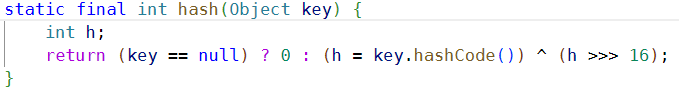 static final int hash(Object key) {
    int h;
    return (key == null) ? 0 : (h = key.hashCode()) ^ (h >>> 16);
}